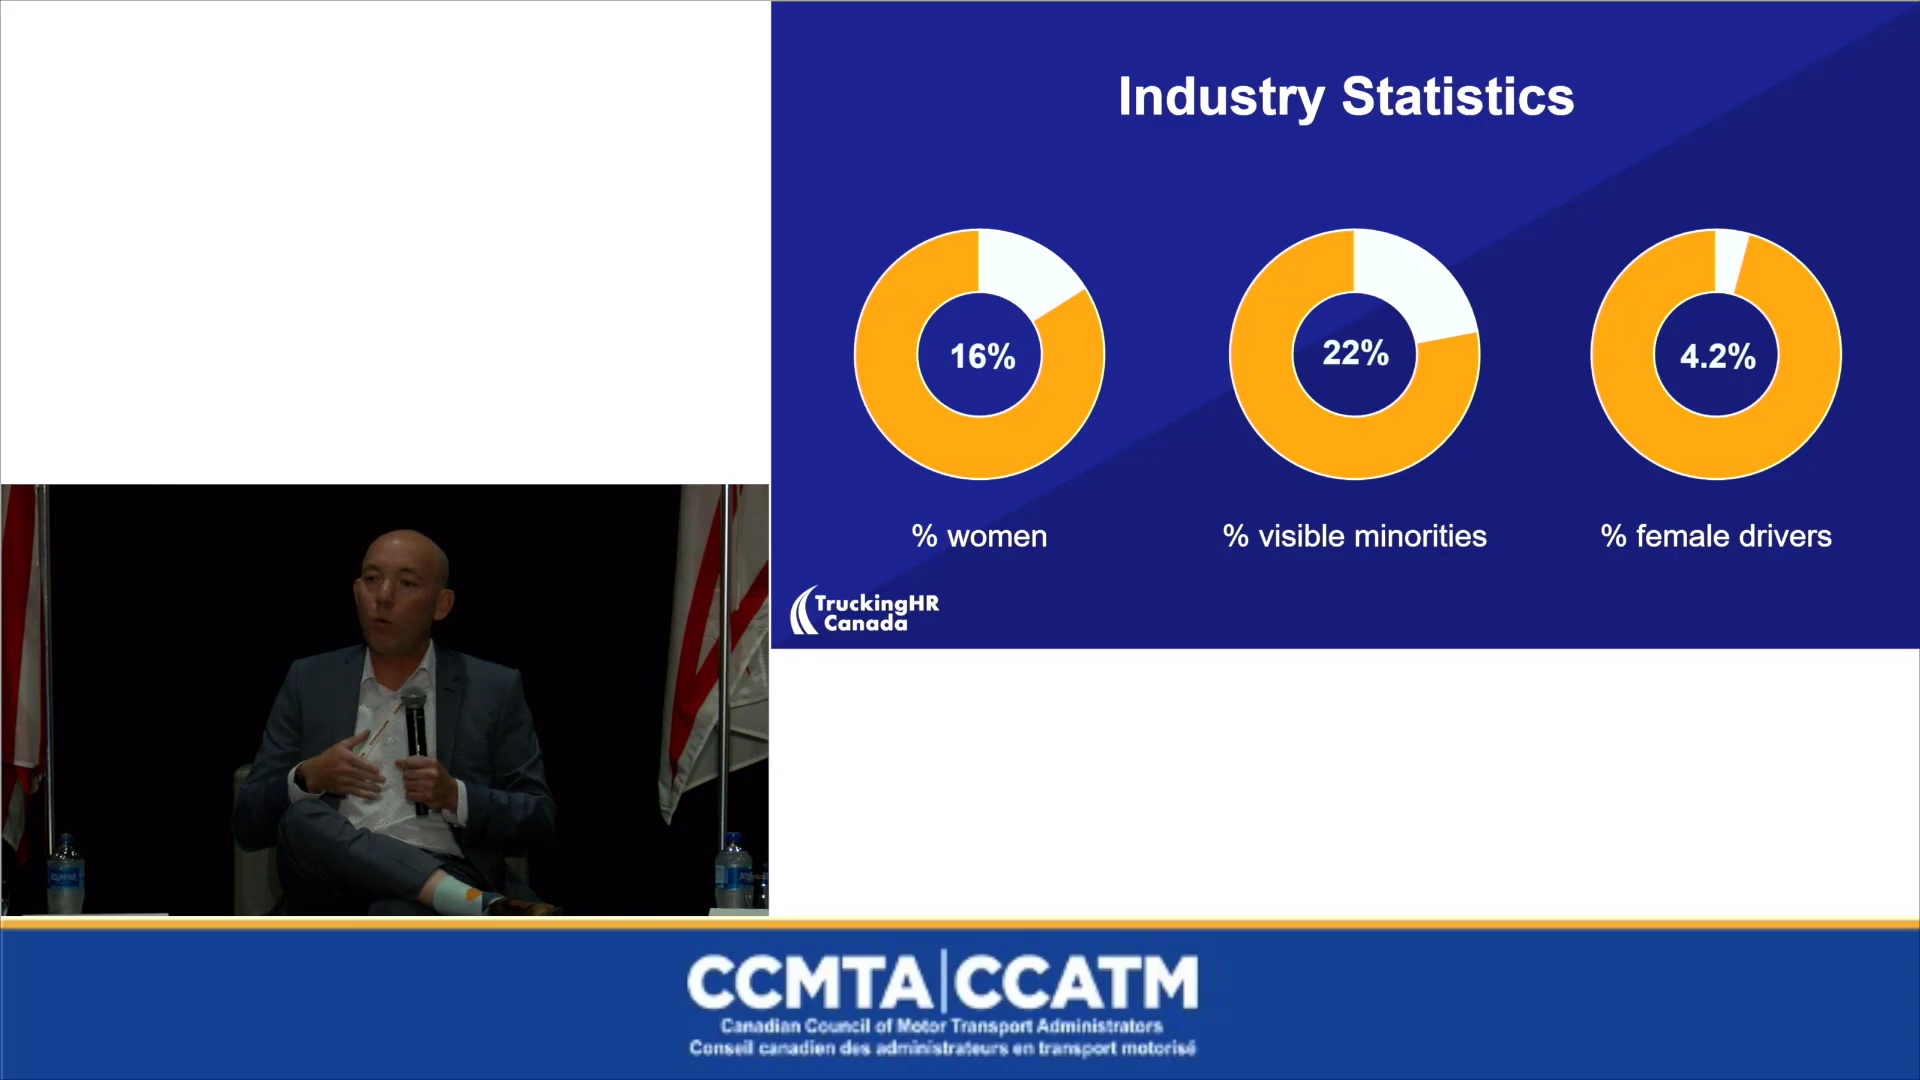 Industry Statistics
16%
22%
4.2%
% women
% visible minorities
% female drivers
TruckingHR
Canada
AQUAFINA
CCMTA|CCATM
Canadian Council of Motor Transport Administrators
Conseil canadien des administrateurs en transport motorisé